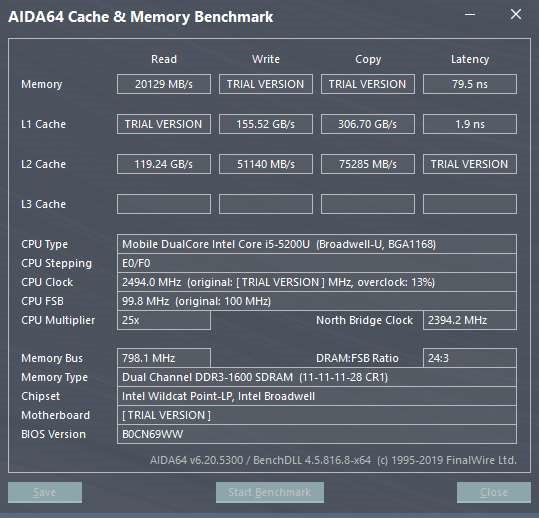 AIDA64 Cache & Memory Benchmark
Read Write Copy Latency
Memory 20129 MB/s TRIAL VERSION TRIAL VERSION 79.5 ns
L1 Cache TRIAL VERSION 155.52 GB/s 306.70 GB/s 1.9 ns
L2 Cache 119.24 GB/s 51140 MB/s 75285 MB/s TRIAL VERSION
L3 Cache
CPU Type Mobile DualCore Intel Core i5-5200U (Broadwell-U, BGA1168)
CPU Stepping E0/F0
CPU Clock 2494.0 MHz (original: [ TRIAL VERSION ] MHz, overclock: 13%)
CPU FSB 99.8 MHz (original: 100 MHz)
CPU Multiplier 25x North Bridge Clock 2394.2 MHz
Memory Bus 798.1 MHz DRAM:FSB Ratio 24:3
Memory Type Dual Channel DDR3-1600 SDRAM (11-11-11-28 CR1)
Chipset Intel Wildcat Point-LP, Intel Broadwell
Motherboard [ TRIAL VERSION ]
BIOS Version B0CN69WW
AIDA64 v6.20.5300 / BenchDLL 4.5.816.8-x64 (c) 1995-2019 FinalWire Ltd.
Save Start Benchmark Close